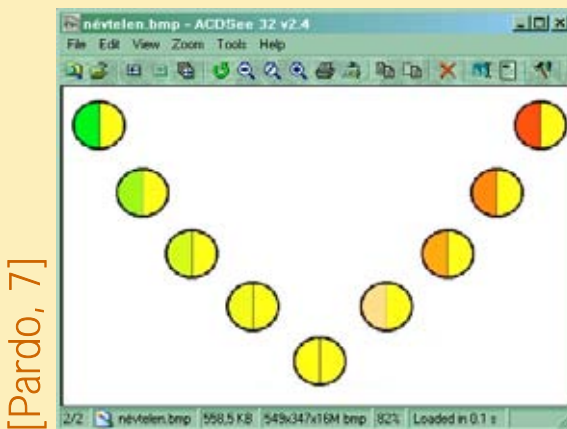 névtelen.bmp - ACDSee 32 v2.4
File Edit View Zoom Tools Help
[Pardo, 7]
2/2 névtelen.bmp 558,5 KB 549x347x16M bmp 82% Loaded in 0.1 s